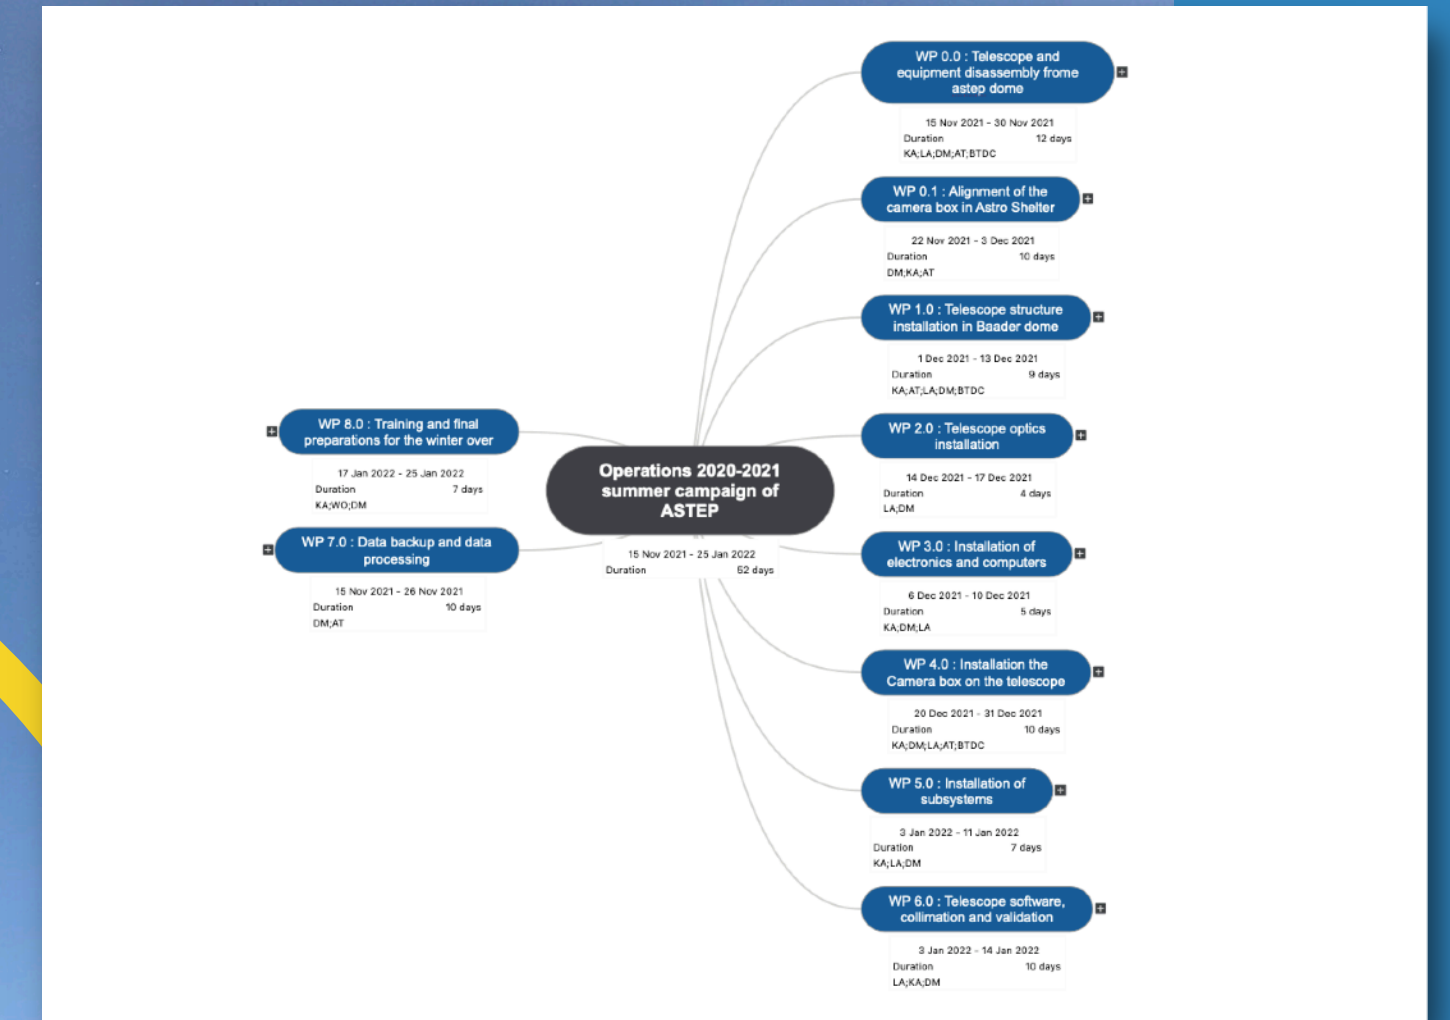 WP 0.0 : Telescope and
equipment disassembly frome
astep dome
15 Nov 2021 - 30 Nov 2021
Duration 12 days
KA;LA;DM;AT;BTDC
WP 0.1 : Alignment of the
camera box in Astro Shelter
22 Nov 2021 - 3 Dec 2021
Duration 10 days
DM;KA;AT
WP 1.0 : Telescope structure
installation in Baader dome
1 Dec 2021 - 13 Dec 2021
Duration 9 days
KA;AT;LA;DM;BTDC
WP 2.0 : Telescope optics
installation
14 Dec 2021 - 17 Dec 2021
Duration 4 days
LA;DM
WP 3.0 : Installation of
electronics and computers
6 Dec 2021 - 10 Dec 2021
Duration 5 days
KA;DM;LA
WP 4.0 : Installation the
Camera box on the telescope
20 Dec 2021 - 31 Dec 2021
Duration 10 days
KA;DM;LA;AT;BTDC
WP 5.0 : Installation of
subsystems
3 Jan 2022 - 11 Jan 2022
Duration 7 days
KA;LA;DM
WP 6.0 : Telescope software,
collimation and validation
3 Jan 2022 - 14 Jan 2022
Duration 10 days
LA;KA;DM
WP 8.0 : Training and final
preparations for the winter over
17 Jan 2022 - 25 Jan 2022
Duration 7 days
KA;WO;DM
WP 7.0 : Data backup and data
processing
15 Nov 2021 - 26 Nov 2021
Duration 10 days
DM;AT
Operations 2020-2021
summer campaign of
ASTEP
15 Nov 2021 - 25 Jan 2022
Duration 52 days